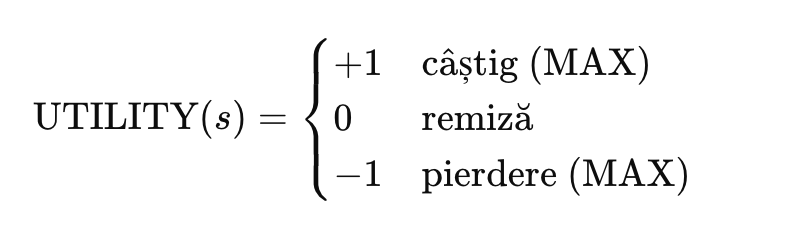 +1 câștig (MAX)
UTILITY(s) = { 0 remiză
−1 pierdere (MAX)